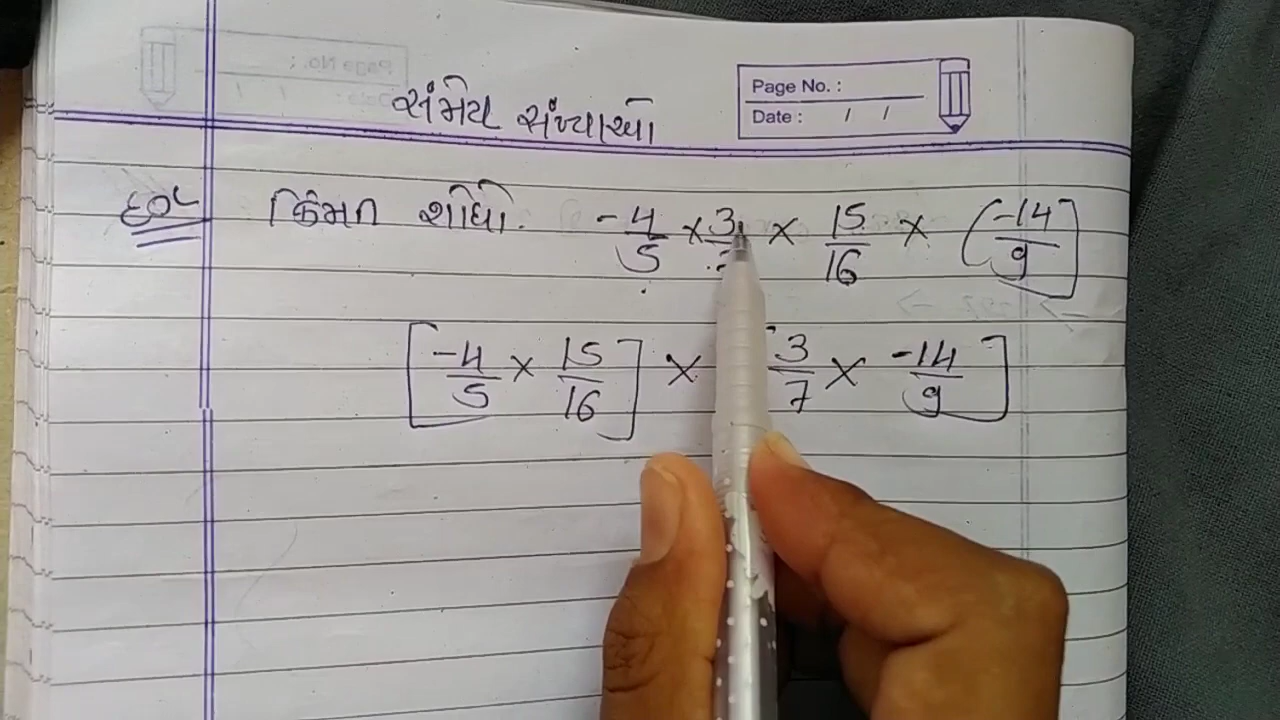 Page No. :
Date : / /
સંમેય સંખ્યાઓ
કિંમત શોધો. -4/5 × 3/ × 15/16 × (-14/9]
[-4/5 × 15/16] × 3/7 × -14/9]